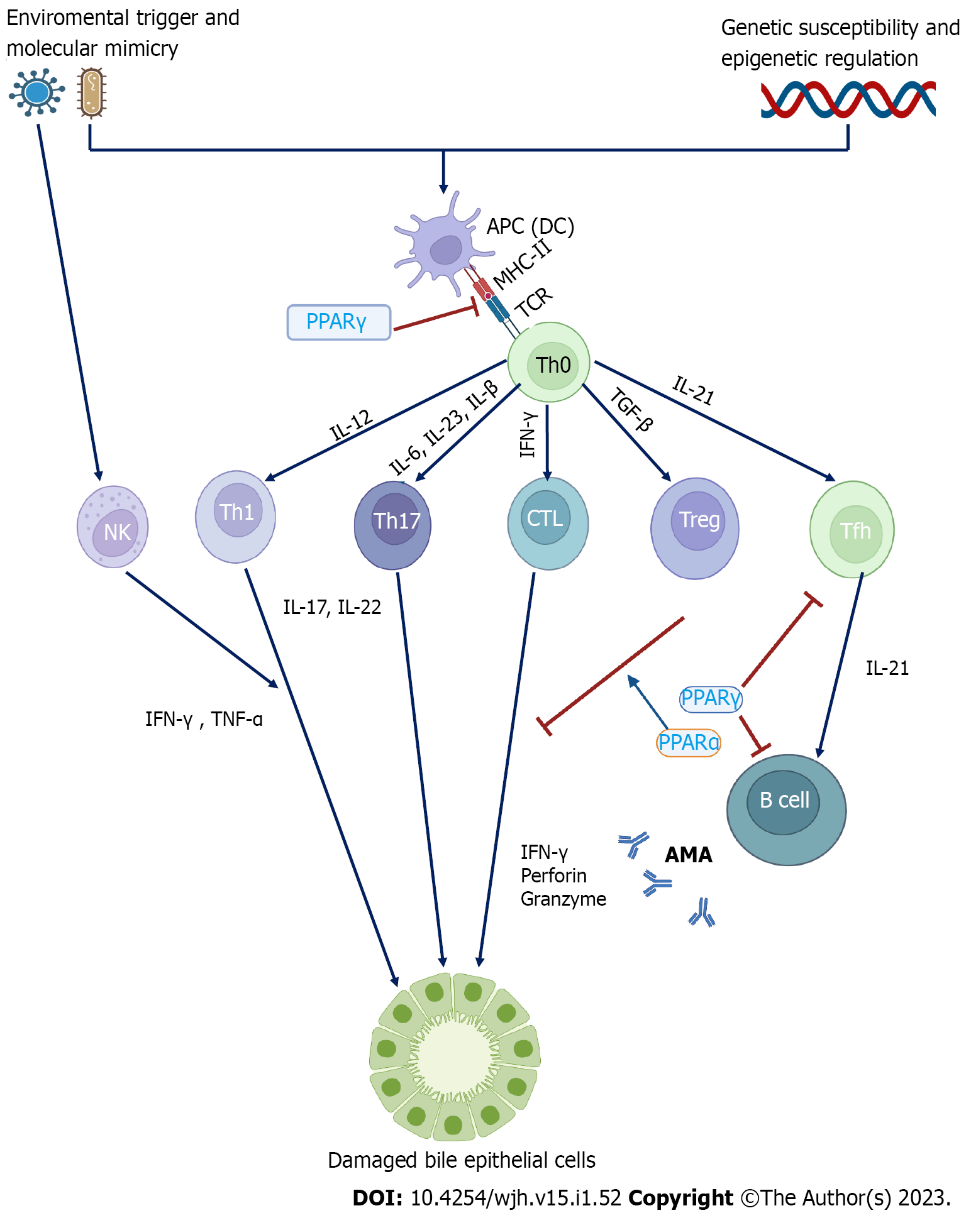 Enviromental trigger and
molecular mimicry
Genetic susceptibility and
epigenetic regulation
APC (DC)
MHC-II
TCR
PPARγ
Th0
IL-12
IL-6, IL-23, IL-β
IFN-γ
TGF-β
IL-21
NK
Th1
Th17
CTL
Treg
Tfh
IL-17, IL-22
IL-21
IFN-γ , TNF-α
PPARγ
PPARα
B cell
IFN-γ
Perforin
Granzyme
AMA
Damaged bile epithelial cells
DOI: 10.4254/wjh.v15.i1.52 Copyright ©The Author(s) 2023.